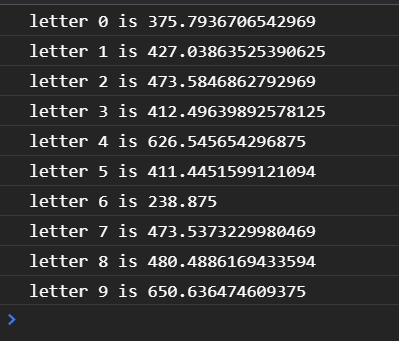 letter 0 is 375.7936706542969
letter 1 is 427.03863525390625
letter 2 is 473.5846862792969
letter 3 is 412.49639892578125
letter 4 is 626.545654296875
letter 5 is 411.4451599121094
letter 6 is 238.875
letter 7 is 473.5373229980469
letter 8 is 480.4886169433594
letter 9 is 650.636474609375
>